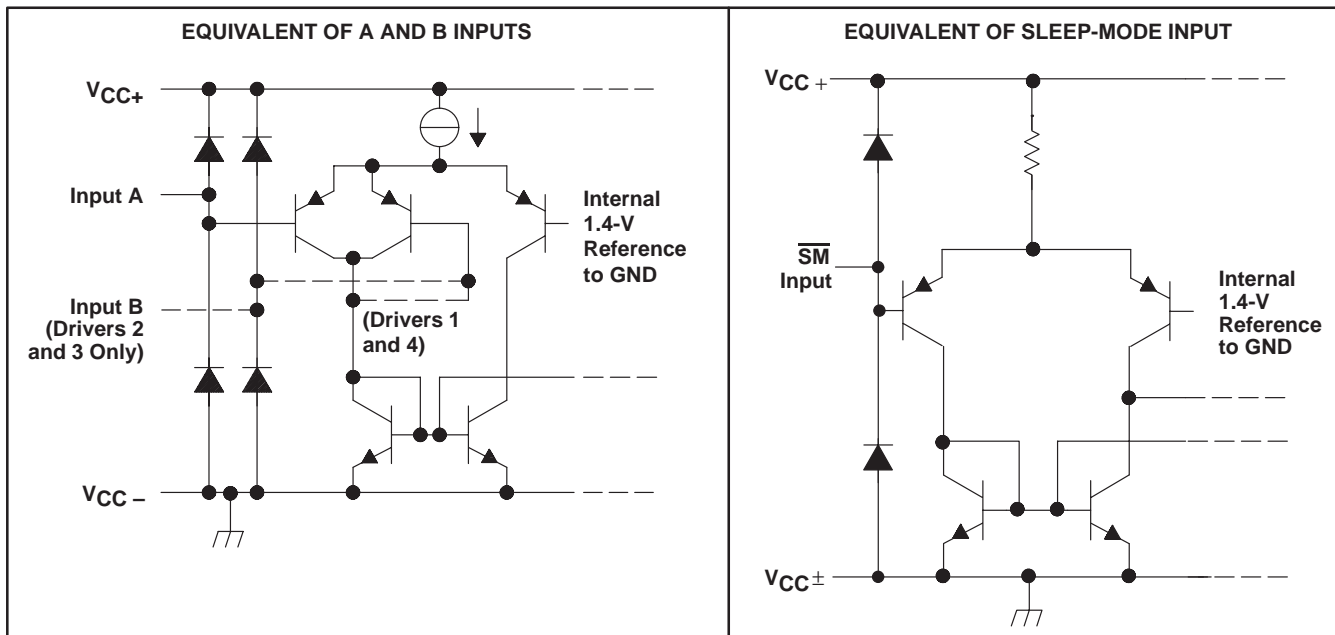 EQUIVALENT OF A AND B INPUTS
VCC+
Input A
Internal
1.4-V
Reference
to GND
Input B
(Drivers 2
and 3 Only)
(Drivers 1
and 4)
VCC –
EQUIVALENT OF SLEEP-MODE INPUT
VCC +
S̅M̅
Input
Internal
1.4-V
Reference
to GND
VCC ±